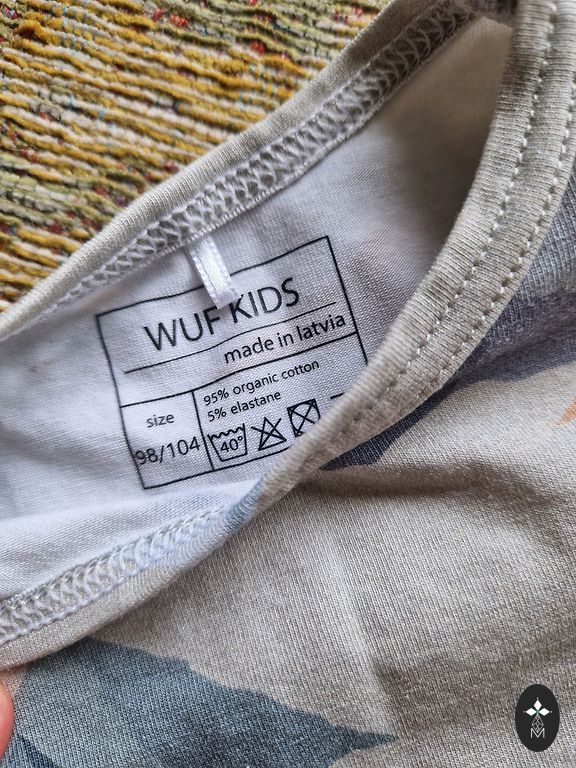 WUF KIDS
made in latvia
95% organic cotton
5% elastane
size
98/104
40°
M